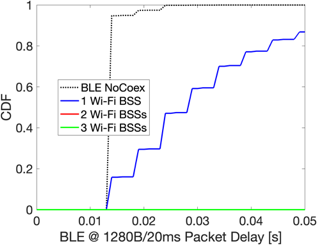 1
0.8
0.6
0.4
0.2
0
CDF
BLE NoCoex
1 Wi-Fi BSS
2 Wi-Fi BSSs
3 Wi-Fi BSSs
0 0.01 0.02 0.03 0.04 0.05
BLE @ 1280B/20ms Packet Delay [s]